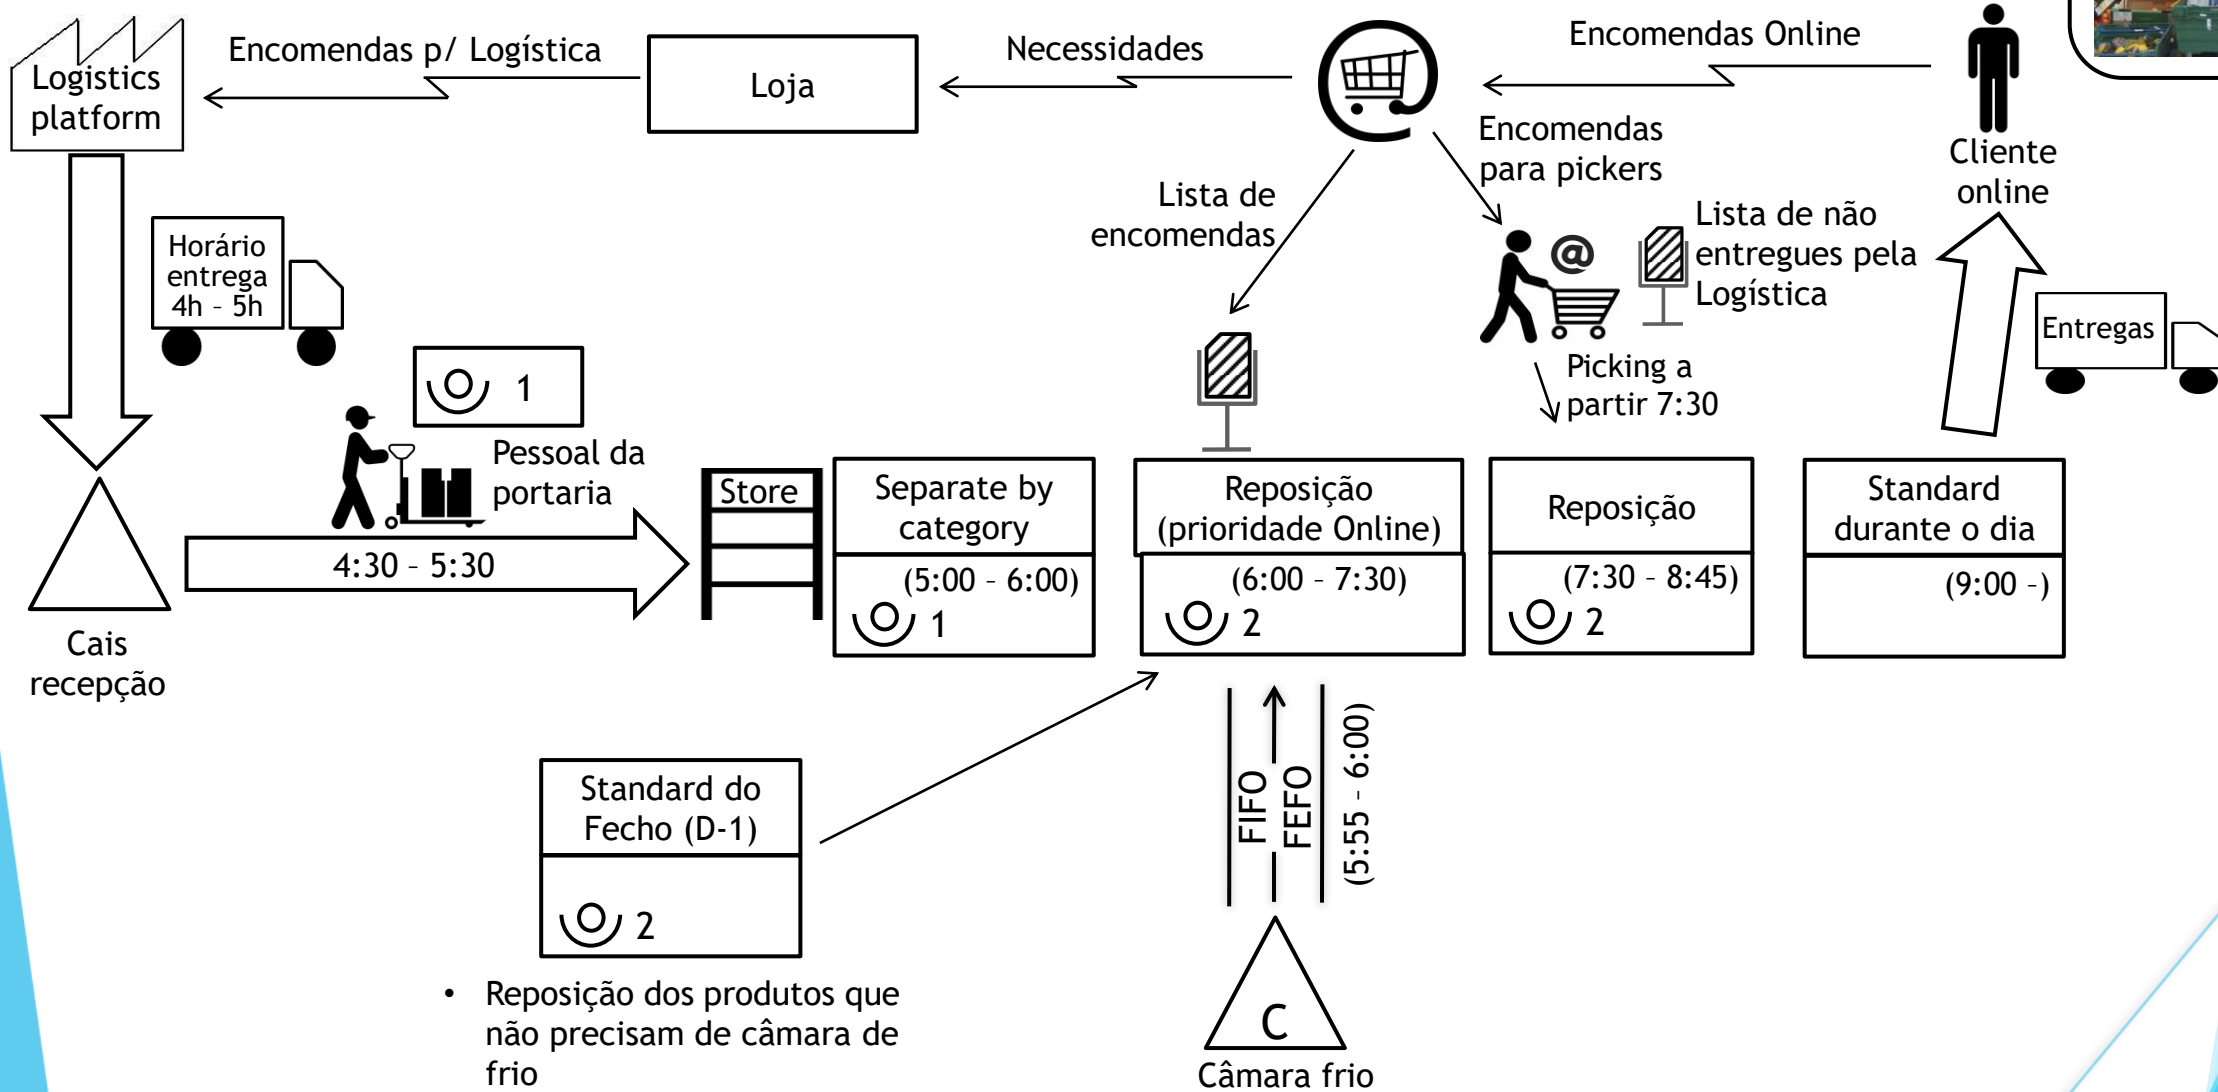 Logistics
platform
Encomendas p/ Logística
Loja
Necessidades
Encomendas Online
Cliente
online
Encomendas
para pickers
Lista de
encomendas
@
Lista de não
entregues pela
Logística
Horário
entrega
4h – 5h
Entregas
Picking a
partir 7:30
1
Pessoal da
portaria
4:30 – 5:30
Cais
recepção
Store
Separate by
category
(5:00 – 6:00)
1
Reposição
(prioridade Online)
(6:00 – 7:30)
2
Reposição
(7:30 – 8:45)
2
Standard
durante o dia
(9:00 –)
Standard do
Fecho (D-1)
2
• Reposição dos produtos que
não precisam de câmara de
frio
FIFO
FEFO
(5:55 – 6:00)
C
Câmara frio